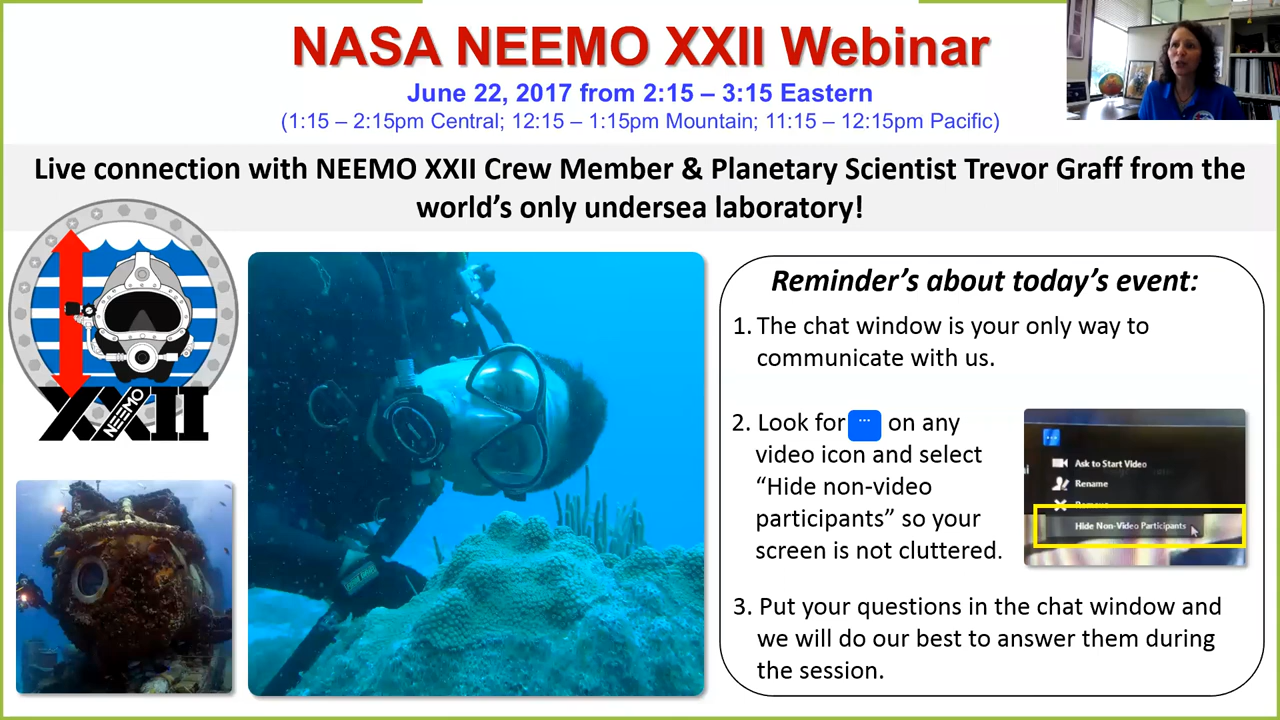 NASA NEEMO XXII Webinar
June 22, 2017 from 2:15 – 3:15 Eastern
(1:15 – 2:15pm Central; 12:15 – 1:15pm Mountain; 11:15 – 12:15pm Pacific)
Live connection with NEEMO XXII Crew Member & Planetary Scientist Trevor Graff from the
world's only undersea laboratory!
XXII
NEEMO
Reminder's about today's event:
1. The chat window is your only way to
communicate with us.
2. Look for ... on any
video icon and select
“Hide non-video
participants” so your
screen is not cluttered.
Ask to Start Video
Rename
Remove
Hide Non-Video Participants
3. Put your questions in the chat window and
we will do our best to answer them during
the session.